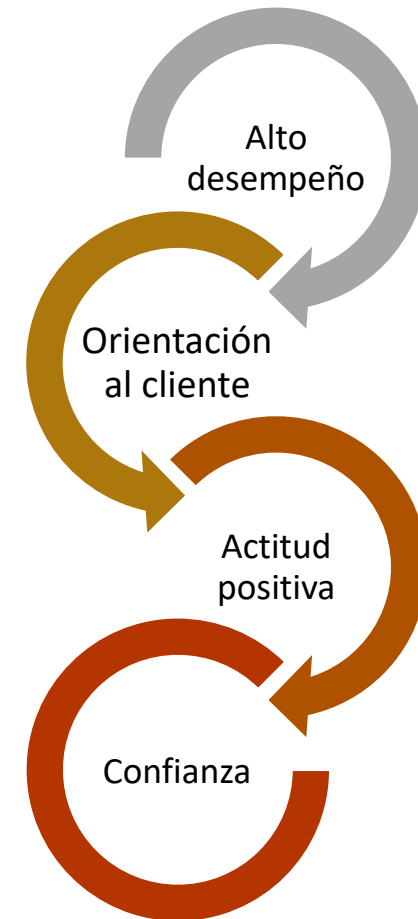 Alto
desempeño
Orientación
al cliente
Actitud
positiva
Confianza